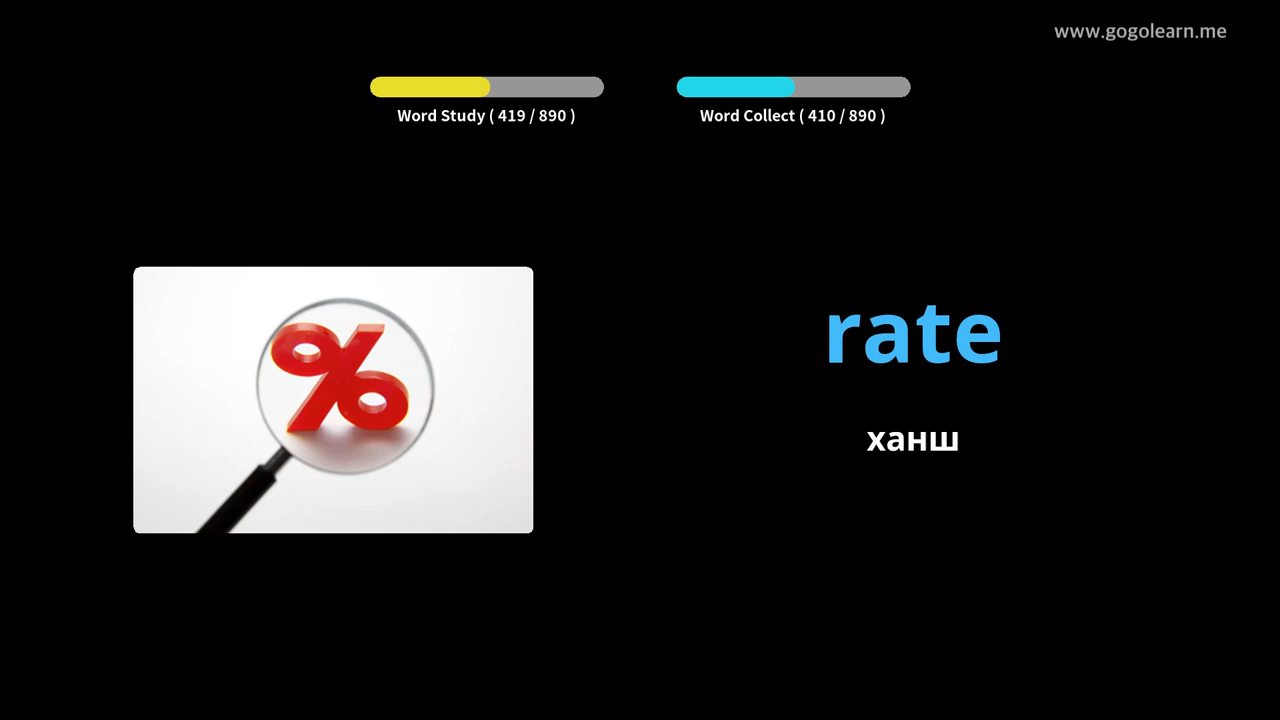 www.gogolearn.me
Word Study ( 419 / 890 )
Word Collect ( 410 / 890 )
%
rate
ханш